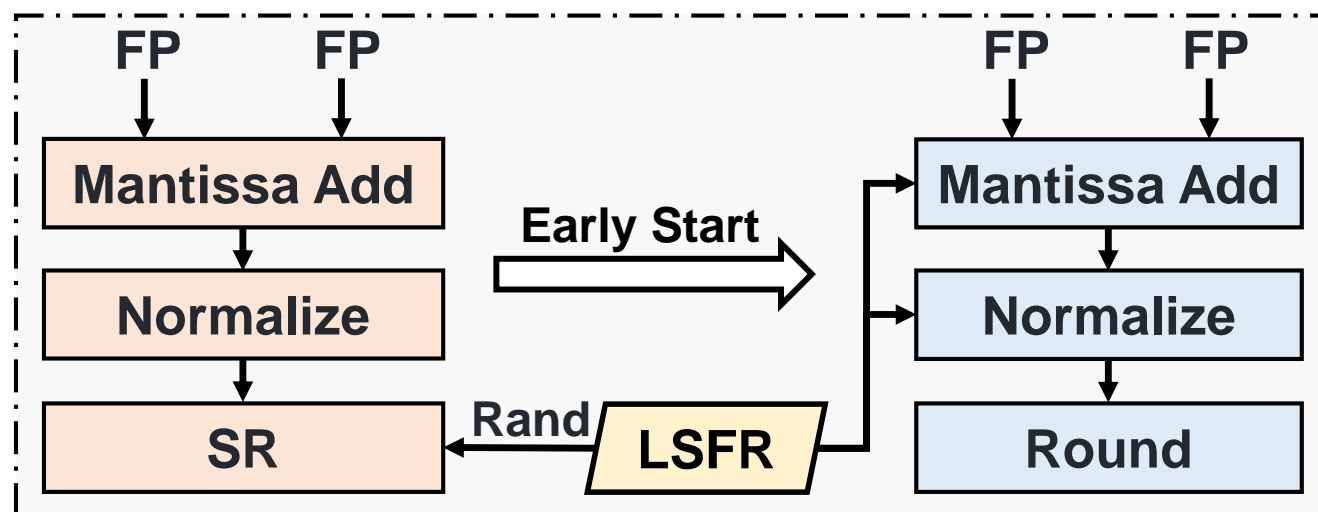 FP FP
Mantissa Add
Normalize
SR
Early Start
Rand
LSFR
FP FP
Mantissa Add
Normalize
Round